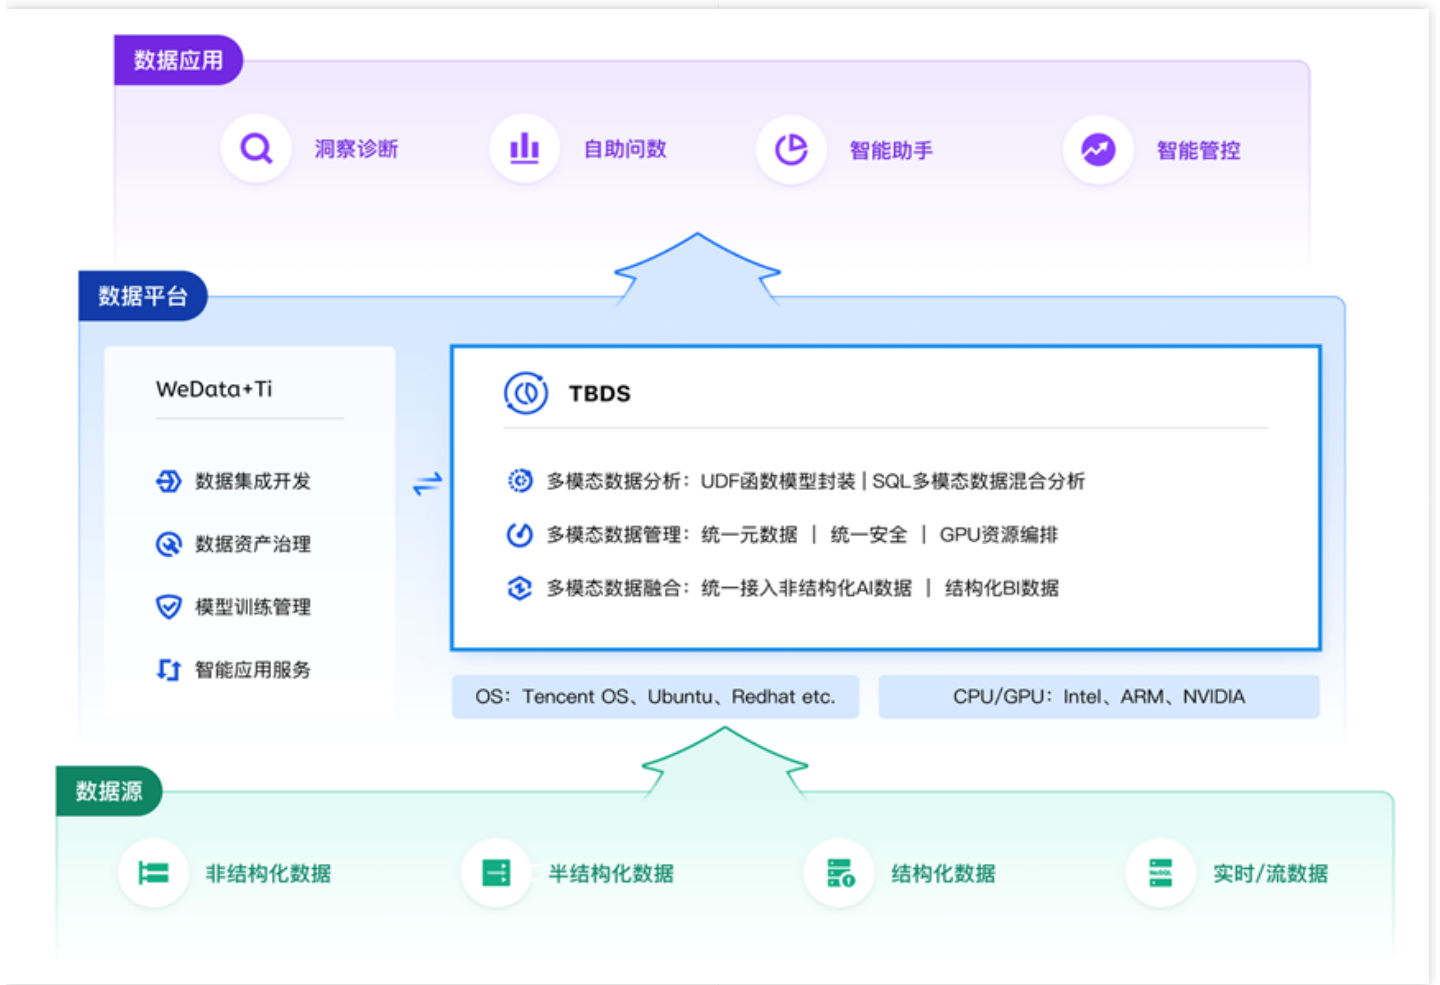 数据应用
洞察诊断
自助问数
智能助手
智能管控
数据平台
WeData+Ti
数据集成开发
数据资产治理
模型训练管理
智能应用服务
TBDS
多模态数据分析：UDF函数模型封装 | SQL多模态数据混合分析
多模态数据管理：统一元数据 | 统一安全 | GPU资源编排
多模态数据融合：统一接入非结构化AI数据 | 结构化BI数据
OS：Tencent OS、Ubuntu、Redhat etc.
CPU/GPU：Intel、ARM、NVIDIA
数据源
非结构化数据
半结构化数据
结构化数据
实时/流数据